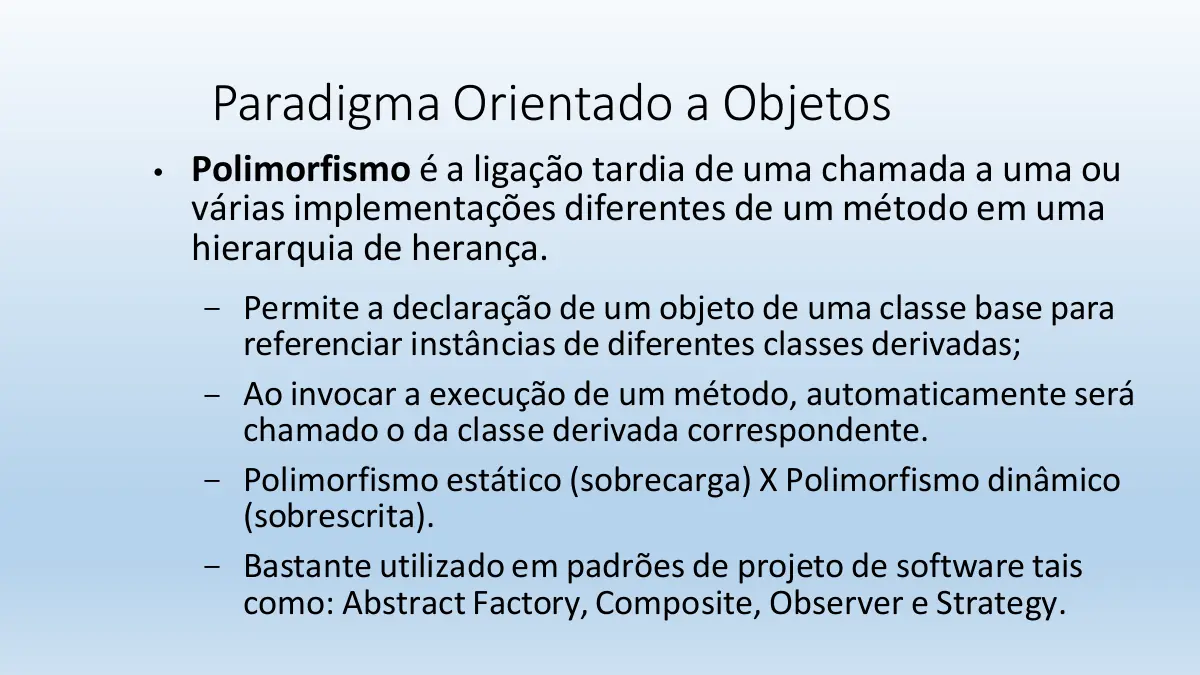 Paradigma Orientado a Objetos
• Polimorfismo é a ligação tardia de uma chamada a uma ou
várias implementações diferentes de um método em uma
hierarquia de herança.
– Permite a declaração de um objeto de uma classe base para
referenciar instâncias de diferentes classes derivadas;
– Ao invocar a execução de um método, automaticamente será
chamado o da classe derivada correspondente.
– Polimorfismo estático (sobrecarga) X Polimorfismo dinâmico
(sobrescrita).
– Bastante utilizado em padrões de projeto de software tais
como: Abstract Factory, Composite, Observer e Strategy.